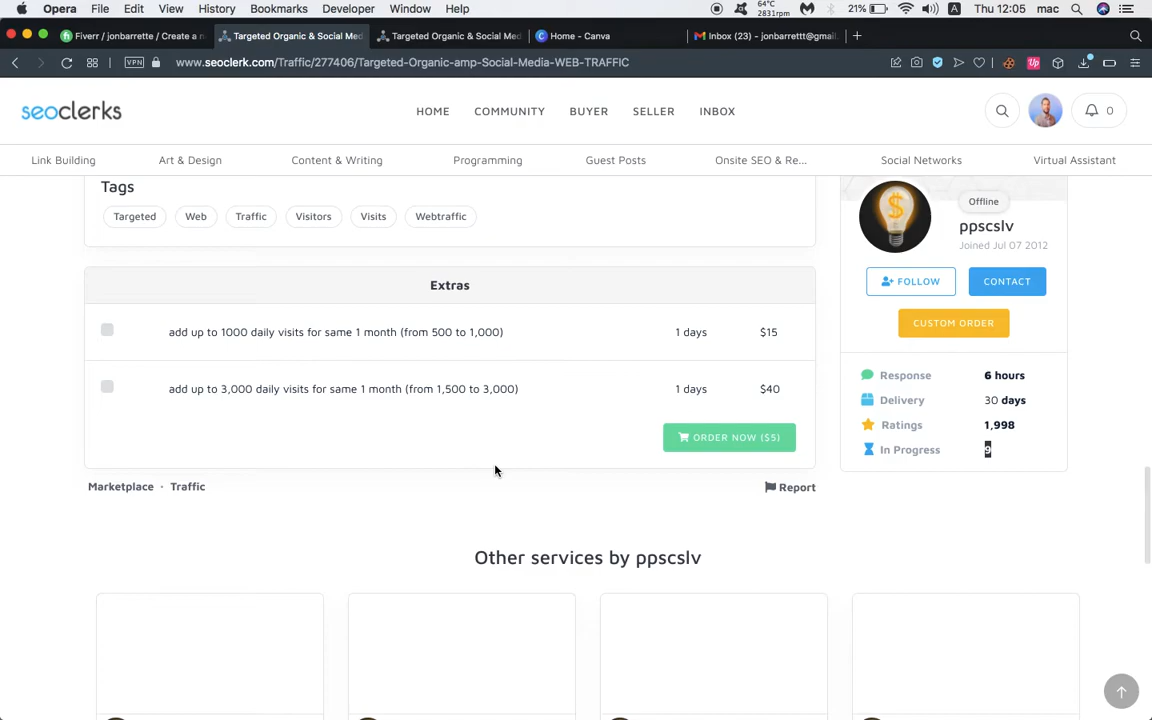 Opera File Edit View History Bookmarks Developer Window Help 64°C 2831rpm 21% A Thu 12:05 mac
Fiverr / jonbarrette / Create a n Targeted Organic & Social Med Targeted Organic & Social Med Home - Canva Inbox (23) - jonbarrettt@gmail.
VPN www.seoclerk.com/Traffic/277406/Targeted-Organic-amp-Social-Media-WEB-TRAFFIC Up
seoclerks HOME COMMUNITY BUYER SELLER INBOX 0
Link Building Art & Design Content & Writing Programming Guest Posts Onsite SEO & Re... Social Networks Virtual Assistant
Tags
Targeted Web Traffic Visitors Visits Webtraffic
Extras
add up to 1000 daily visits for same 1 month (from 500 to 1,000) 1 days $15
add up to 3,000 daily visits for same 1 month (from 1,500 to 3,000) 1 days $40
ORDER NOW ($5)
Marketplace · Traffic Report
$
Offline
ppscslv
Joined Jul 07 2012
FOLLOW CONTACT
CUSTOM ORDER
Response 6 hours
Delivery 30 days
Ratings 1,998
In Progress 9
Other services by ppscslv